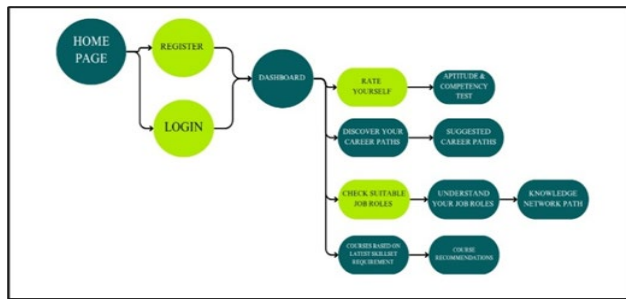 HOME
PAGE
REGISTER
LOGIN
DASHBOARD
RATE
YOURSELF
APTITUDE &
COMPETENCY
TEST
DISCOVER YOUR
CAREER PATHS
SUGGESTED
CAREER PATHS
CHECK SUITABLE
JOB ROLES
UNDERSTAND
YOUR JOB ROLES
KNOWLEDGE
NETWORK PATH
COURSES BASED ON
LATEST SKILLSET
REQUIREMENT
COURSE
RECOMMENDATIONS